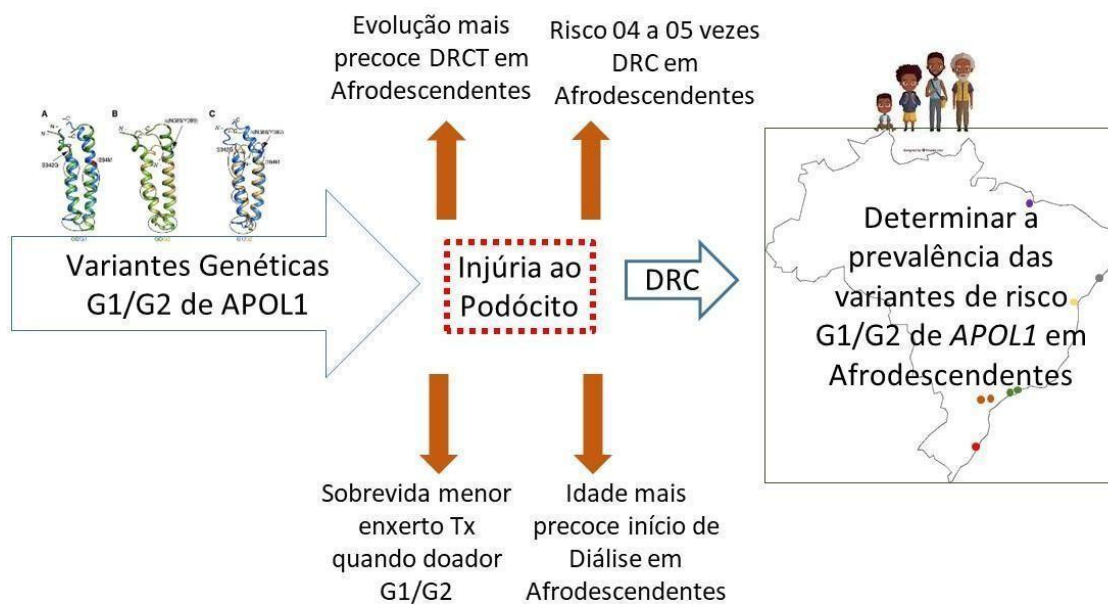 Evolução mais
precoce DRCT em
Afrodescendentes
Risco 04 a 05 vezes
DRC em
Afrodescendentes
A
B
C
Variantes Genéticas
G1/G2 de APOL1
Injúria ao
Podócito
DRC
Determinar a
prevalência das
variantes de risco
G1/G2 de APOL1 em
Afrodescendentes
Sobrevida menor
enxerto Tx
quando doador
G1/G2
Idade mais
precoce início de
Diálise em
Afrodescendentes